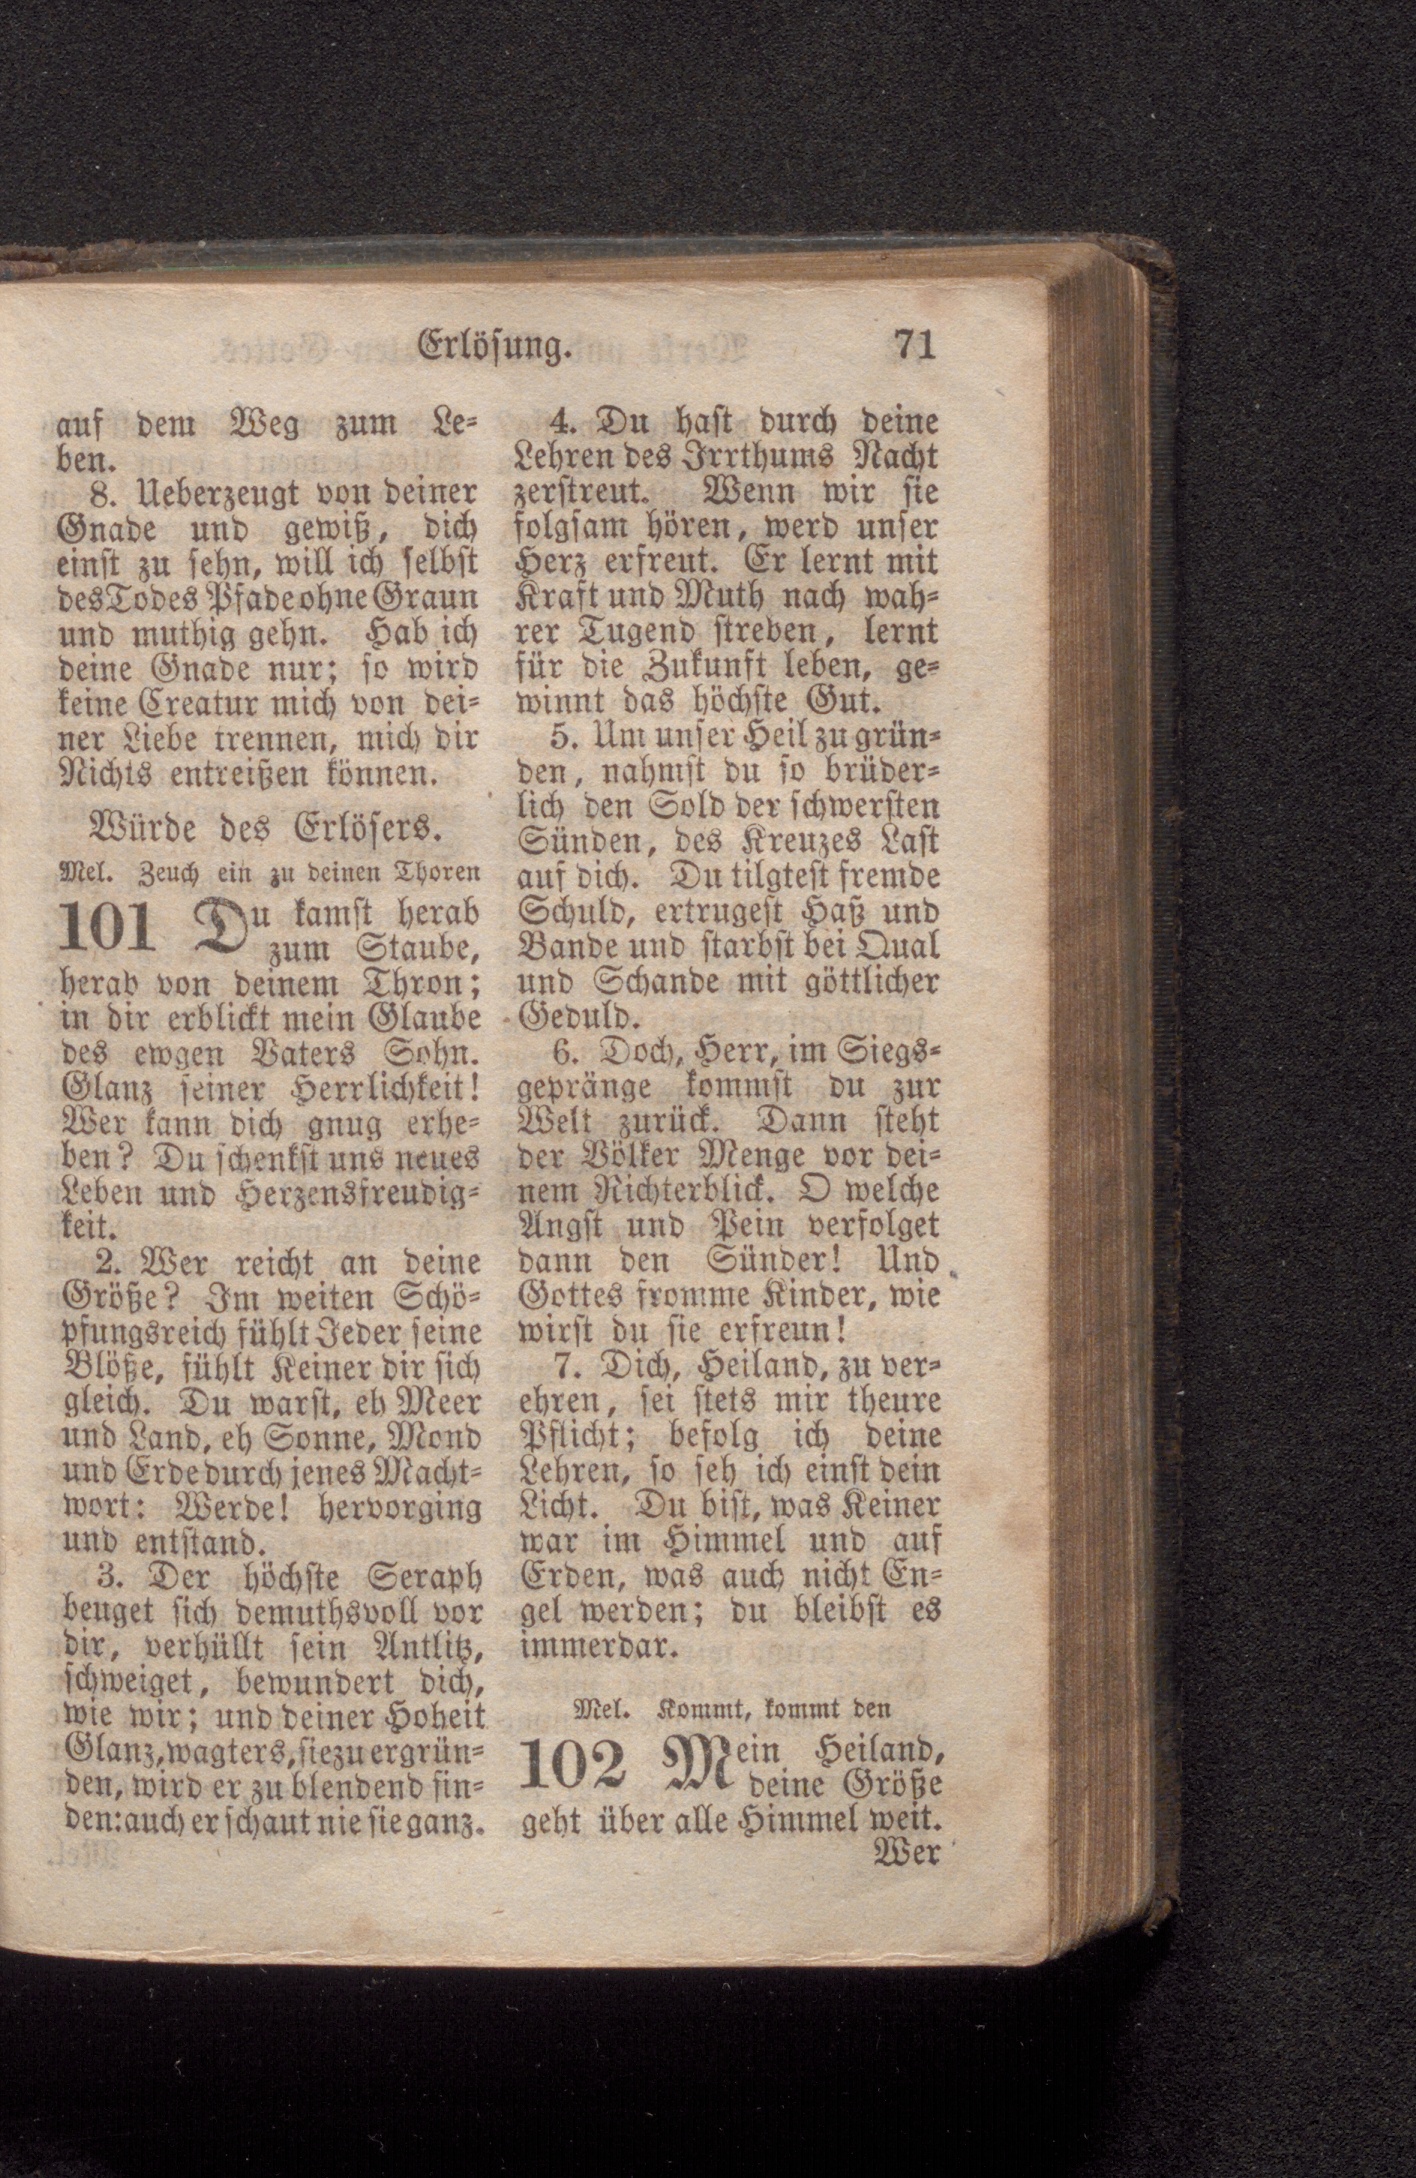 Erlösung. 71
auf dem Weg zum Le-
ben.
8. Ueberzeugt von deiner
Gnade und gewiß, dich
einst zu sehn, will ich selbst
des Todes Pfade ohne Graun
und muthig gehn. Hab ich
deine Gnade nur; so wird
keine Creatur mich von dei-
ner Liebe trennen, mich dir
Nichts entreißen können.
Würde des Erlösers.
Mel. Zeuch ein zu deinen Thoren
101 Du kamst herab
zum Staube,
herab von deinem Thron;
in dir erblickt mein Glaube
des ewgen Vaters Sohn.
Glanz seiner Herrlichkeit!
Wer kann dich gnug erhe-
ben? Du schenkst uns neues
Leben und Herzensfreudig-
keit.
2. Wer reicht an deine
Größe? Im weiten Schö-
pfungsreich fühlt Jeder seine
Blöße, fühlt Keiner dir sich
gleich. Du warst, eh Meer
und Land, eh Sonne, Mond
und Erde durch jenes Macht-
wort: Werde! hervorging
und entstand.
3. Der höchste Seraph
beuget sich demuthsvoll vor
dir, verhüllt sein Antlitz,
schweiget, bewundert dich,
wie wir; und deiner Hoheit
Glanz, wagt ers, sie zu ergrün-
den, wird er zu blendend fin-
den: auch er schaut nie sie ganz.
4. Du hast durch deine
Lehren des Irrthums Nacht
zerstreut. Wenn wir sie
folgsam hören, werd unser
Herz erfreut. Er lernt mit
Kraft und Muth nach wah-
rer Tugend streben, lernt
für die Zukunft leben, ge-
winnt das höchste Gut.
5. Um unser Heil zu grün-
den, nahmst du so brüder-
lich den Sold der schwersten
Sünden, des Kreuzes Last
auf dich. Du tilgtest fremde
Schuld, ertrugest Haß und
Bande und starbst bei Qual
und Schande mit göttlicher
Geduld.
6. Doch, Herr, im Siegs-
gepränge kommst du zur
Welt zurück. Dann steht
der Völker Menge vor dei-
nem Richterblick. O welche
Angst und Pein verfolget
dann den Sünder! Und
Gottes fromme Kinder, wie
wirst du sie erfreun!
7. Dich, Heiland, zu ver-
ehren, sei stets mir theure
Pflicht; befolg ich deine
Lehren, so seh ich einst dein
Licht. Du bist, was Keiner
war im Himmel und auf
Erden, was auch nicht En-
gel werden; du bleibst es
immerdar.
Mel. Kommt, kommt den
102 Mein Heiland,
deine Größe
geht über alle Himmel weit.
Wer